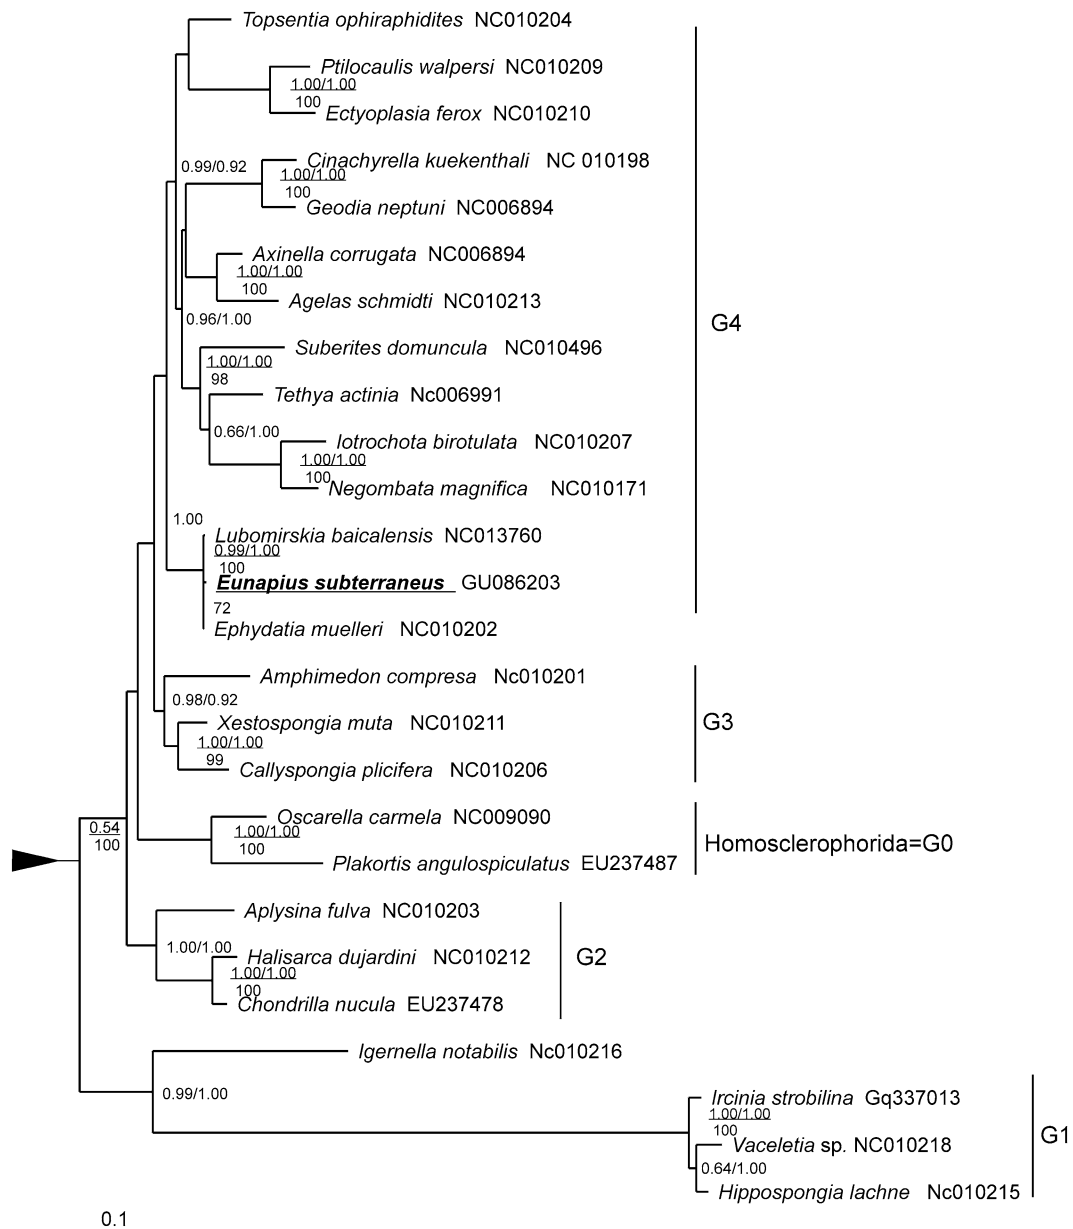 Topsentia ophiraphidites NC010204
Ptilocaulis walpersi NC010209
1.00/1.00
100
Ectyoplasia ferox NC010210
Cinachyrella kuekenthali NC 010198
0.99/0.92
1.00/1.00
100
Geodia neptuni NC006894
Axinella corrugata NC006894
1.00/1.00
100
Agelas schmidti NC010213
0.96/1.00
G4
Suberites domuncula NC010496
1.00/1.00
98
Tethya actinia Nc006991
0.66/1.00
Iotrochota birotulata NC010207
1.00/1.00
100
Negombata magnifica NC010171
1.00
Lubomirskia baicalensis NC013760
0.99/1.00
100
Eunapius subterraneus GU086203
72
Ephydatia muelleri NC010202
Amphimedon compresa Nc010201
0.98/0.92
Xestospongia muta NC010211
G3
1.00/1.00
99
Callyspongia plicifera NC010206
Oscarella carmela NC009090
0.54
100
1.00/1.00
100
Homosclerophorida=G0
Plakortis angulospiculatus EU237487
Aplysina fulva NC010203
1.00/1.00
Halisarca dujardini NC010212
G2
1.00/1.00
100
Chondrilla nucula EU237478
Igernella notabilis Nc010216
0.99/1.00
Ircinia strobilina Gq337013
1.00/1.00
100
G1
Vaceletia sp. NC010218
0.64/1.00
Hippospongia lachne Nc010215
0.1